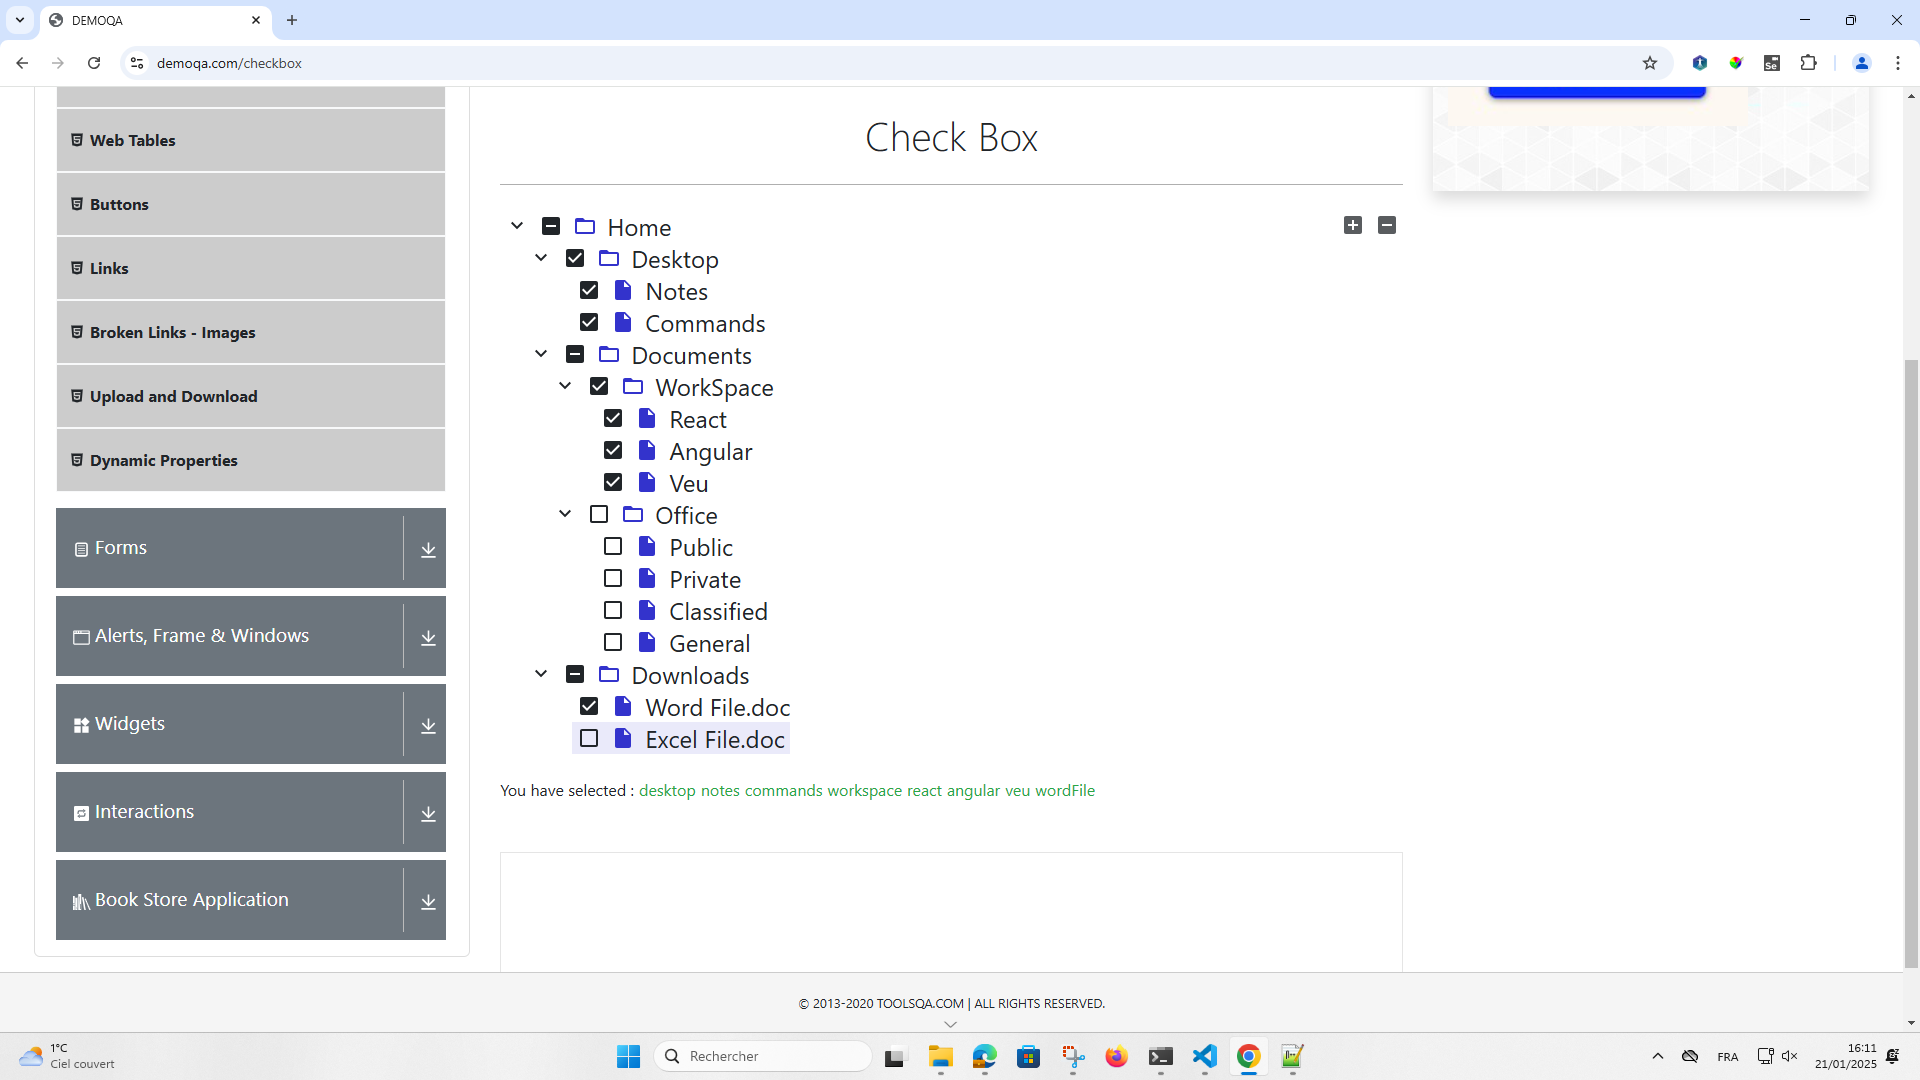 DEMOQA
demoqa.com/checkbox
Web Tables
Buttons
Links
Broken Links - Images
Upload and Download
Dynamic Properties
Forms
Alerts, Frame & Windows
Widgets
Interactions
Book Store Application
Check Box
Home
Desktop
Notes
Commands
Documents
WorkSpace
React
Angular
Veu
Office
Public
Private
Classified
General
Downloads
Word File.doc
Excel File.doc
You have selected : desktop notes commands workspace react angular veu wordFile
© 2013-2020 TOOLSQA.COM | ALL RIGHTS RESERVED.
1°C
Ciel couvert
Rechercher
FRA
16:11
21/01/2025